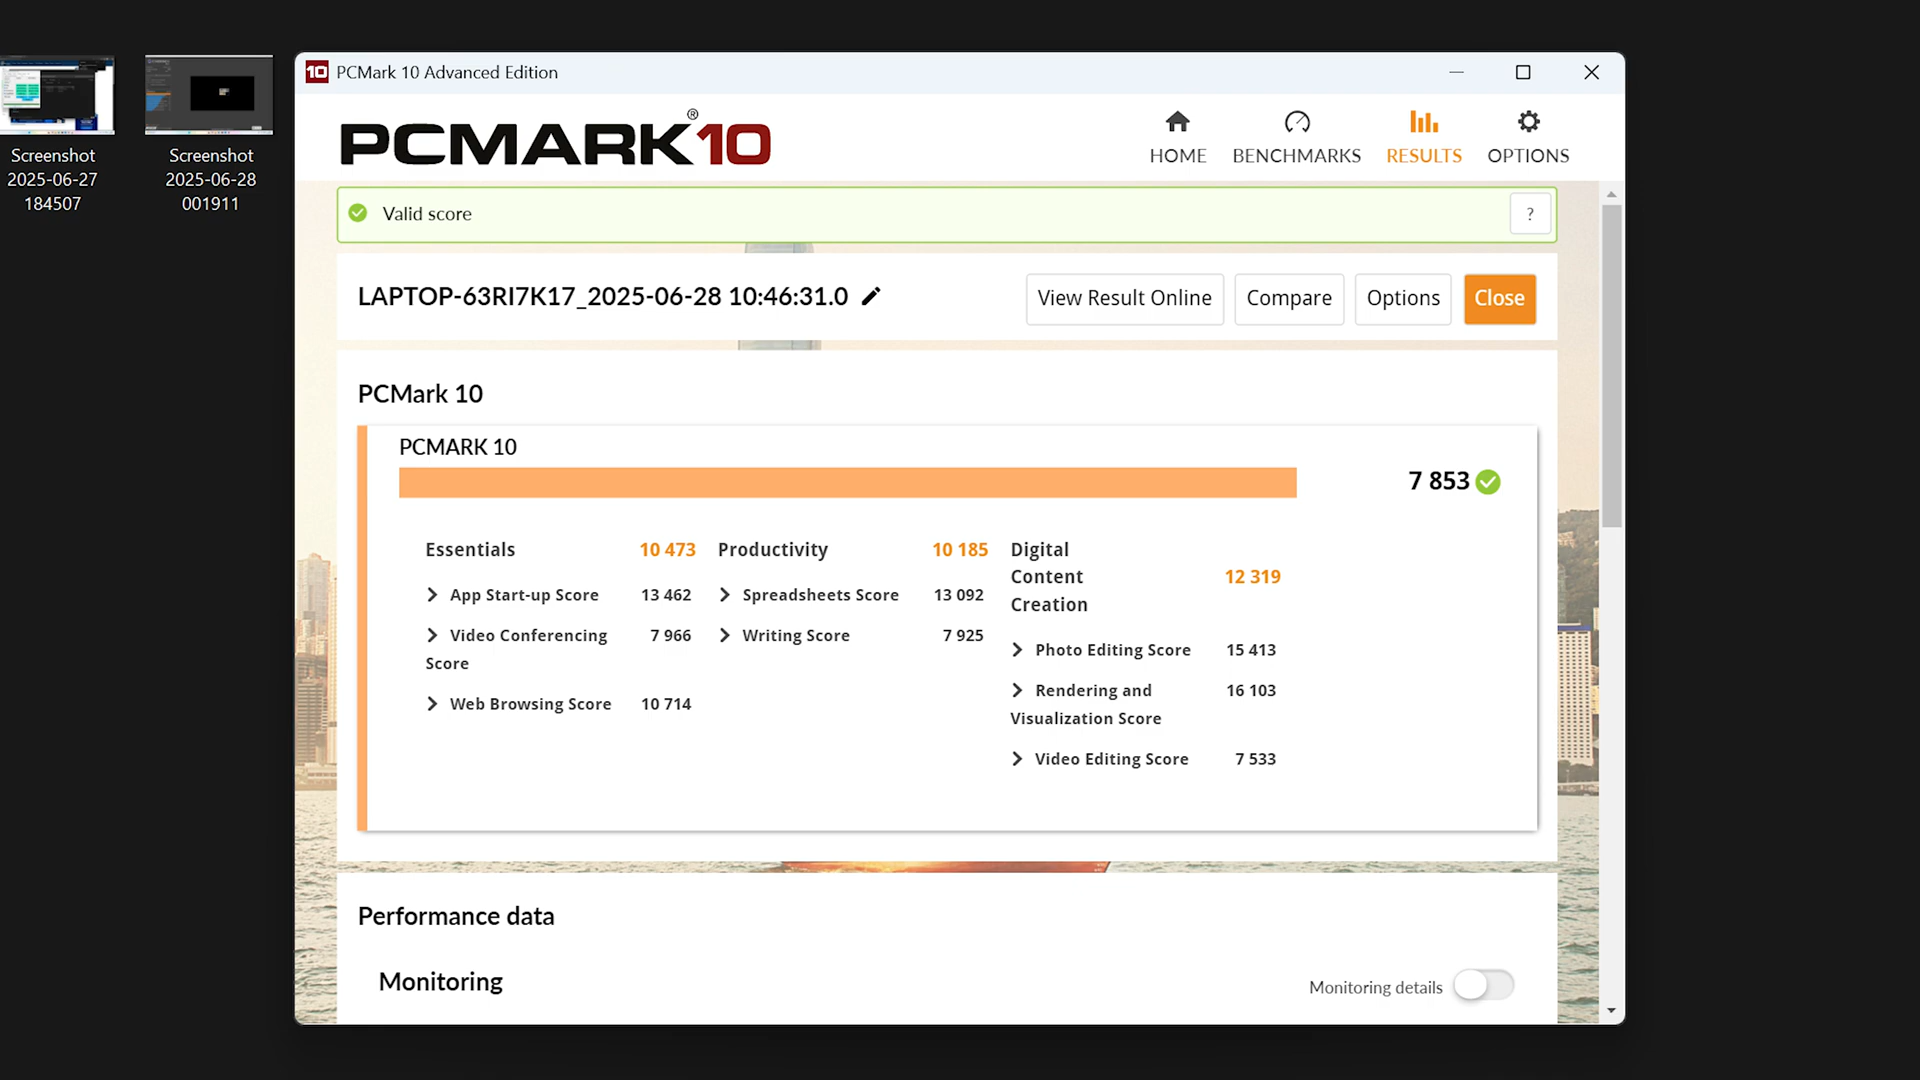 Screenshot
2025-06-27
184507
Screenshot
2025-06-28
001911
10 PCMark 10 Advanced Edition
PCMARK®10
HOME
BENCHMARKS
RESULTS
OPTIONS
Valid score
?
LAPTOP-63RI7K17_2025-06-28 10:46:31.0
View Result Online
Compare
Options
Close
PCMark 10
PCMARK 10
7 853
Essentials 10 473
App Start-up Score 13 462
Video Conferencing 7 966
Score
Web Browsing Score 10 714
Productivity 10 185
Spreadsheets Score 13 092
Writing Score 7 925
Digital
Content 12 319
Creation
Photo Editing Score 15 413
Rendering and 16 103
Visualization Score
Video Editing Score 7 533
Performance data
Monitoring
Monitoring details